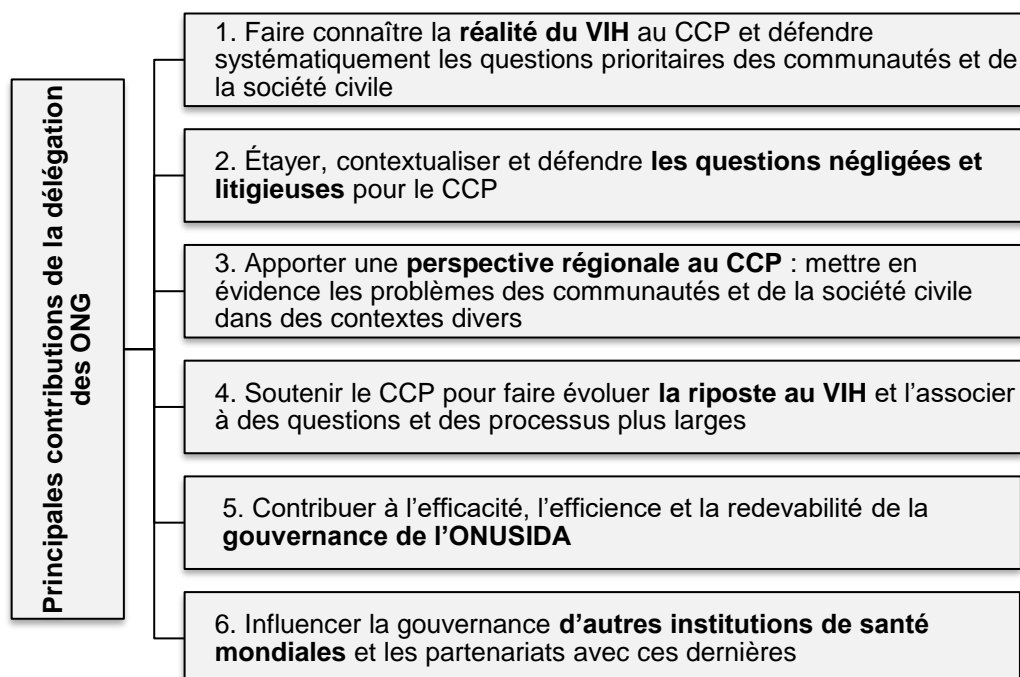 Principales contributions de la délégation
des ONG
1. Faire connaître la réalité du VIH au CCP et défendre
systématiquement les questions prioritaires des communautés et de
la société civile
2. Étayer, contextualiser et défendre les questions négligées et
litigieuses pour le CCP
3. Apporter une perspective régionale au CCP : mettre en
évidence les problèmes des communautés et de la société civile
dans des contextes divers
4. Soutenir le CCP pour faire évoluer la riposte au VIH et l’associer
à des questions et des processus plus larges
5. Contribuer à l’efficacité, l’efficience et la redevabilité de la
gouvernance de l’ONUSIDA
6. Influencer la gouvernance d’autres institutions de santé
mondiales et les partenariats avec ces dernières